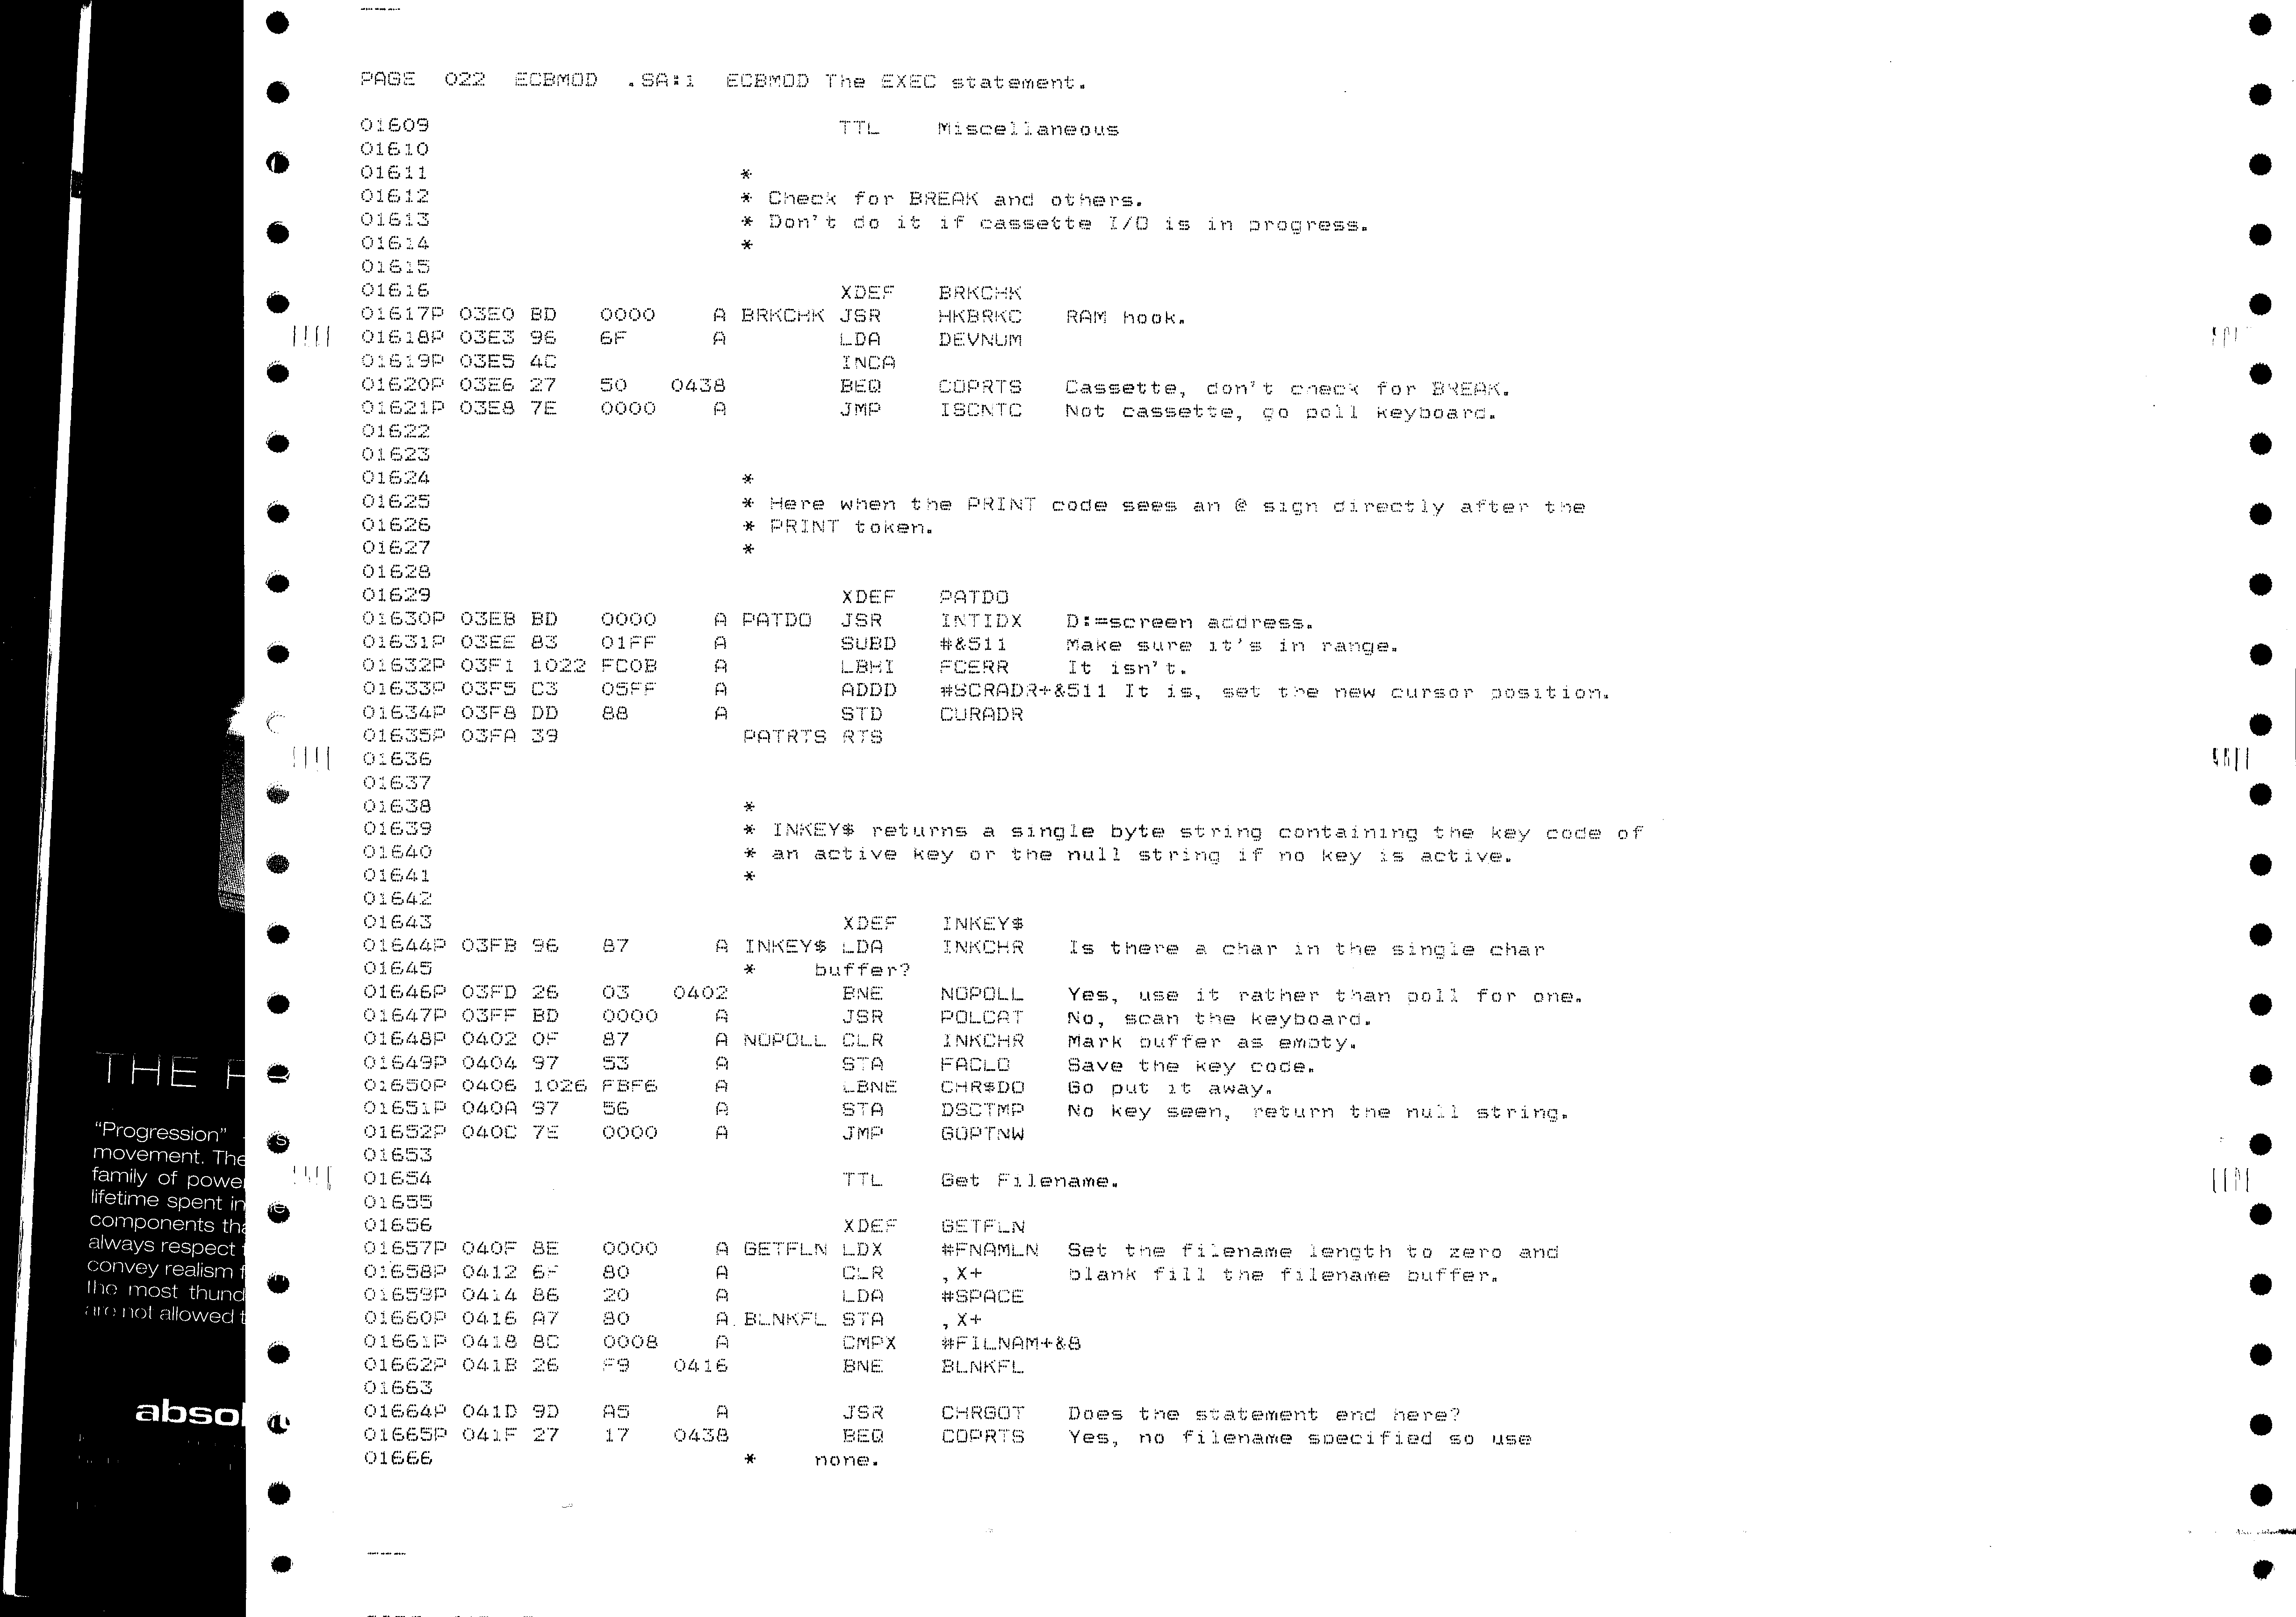 PAGE  022  ECBMOD  .SA:1  ECBMOD The EXEC statement.
01609 TTL Miscellaneous
01610
01611 *
01612 * Check for BREAK and others.
01613 * Don't do it if cassette I/O is in progress.
01614 *
01615
01616 XDEF BRKCHK
01617P 03E0 BD 0000 A BRKCHK JSR HKBRKC RAM hook.
01618P 03E3 96 6F A LDA DEVNUM
01619P 03E5 4C INCA
01620P 03E6 27 50 0438 BEQ COPRTS Cassette, don't check for BREAK.
01621P 03E8 7E 0000 A JMP ISCNTC Not cassette, go poll keyboard.
01622
01623
01624 *
01625 * Here when the PRINT code sees an @ sign directly after the
01626 * PRINT token.
01627 *
01628
01629 XDEF PATDO
01630P 03EB BD 0000 A PATDO JSR INTIDX D:=screen address.
01631P 03EE 83 01FF A SUBD #&511 Make sure it's in range.
01632P 03F1 1022 FC0B A LBHI FCERR It isn't.
01633P 03F5 C3 05FF A ADDD #SCRADR+&511 It is, set the new cursor position.
01634P 03F8 DD 88 A STD CURADR
01635P 03FA 39 PATRTS RTS
01636
01637
01638 *
01639 * INKEY$ returns a single byte string containing the key code of
01640 * an active key or the null string if no key is active.
01641 *
01642
01643 XDEF INKEY$
01644P 03FB 96 87 A INKEY$ LDA INKCHR Is there a char in the single char
01645 * buffer?
01646P 03FD 26 03 0402 BNE NOPOLL Yes, use it rather than poll for one.
01647P 03FF BD 0000 A JSR POLCAT No, scan the keyboard.
01648P 0402 0F 87 A NOPOLL CLR INKCHR Mark buffer as empty.
01649P 0404 97 53 A STA FACLO Save the key code.
01650P 0406 1026 FBF6 A LBNE CHR$DO Go put it away.
01651P 040A 97 56 A STA DSCTMP No key seen, return the null string.
01652P 040C 7E 0000 A JMP GOPTNW
01653
01654 TTL Get Filename.
01655
01656 XDEF GETFLN
01657P 040F 8E 0000 A GETFLN LDX #FNAMLN Set the filename length to zero and
01658P 0412 6F 80 A CLR ,X+ blank fill the filename buffer.
01659P 0414 86 20 A LDA #SPACE
01660P 0416 A7 80 A BLNKFL STA ,X+
01661P 0418 8C 0008 A CMPX #FILNAM+&8
01662P 041B 26 F9 0416 BNE BLNKFL
01663
01664P 041D 9D A5 A JSR CHRGOT Does the statement end here?
01665P 041F 27 17 0438 BEQ COPRTS Yes, no filename specified so use
01666 * none.
THE
"Progression"
movement. The
family of power
lifetime spent in
components tha
always respect
convey realism
the most thund
are not allowed
absol